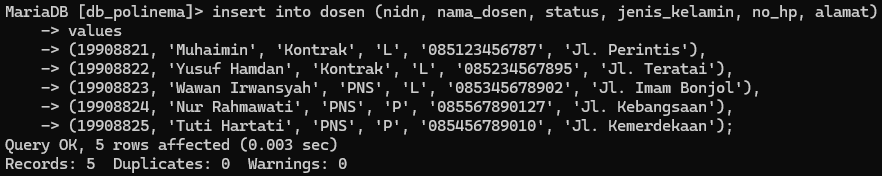 MariaDB [db_polinema]> insert into dosen (nidn, nama_dosen, status, jenis_kelamin, no_hp, alamat)
    -> values
    -> (19908821, 'Muhaimin', 'Kontrak', 'L', '085123456787', 'Jl. Perintis'),
    -> (19908822, 'Yusuf Hamdan', 'Kontrak', 'L', '085234567895', 'Jl. Teratai'),
    -> (19908823, 'Wawan Irwansyah', 'PNS', 'L', '085345678902', 'Jl. Imam Bonjol'),
    -> (19908824, 'Nur Rahmawati', 'PNS', 'P', '085567890127', 'Jl. Kebangsaan'),
    -> (19908825, 'Tuti Hartati', 'PNS', 'P', '085456789010', 'Jl. Kemerdekaan');
Query OK, 5 rows affected (0.003 sec)
Records: 5  Duplicates: 0  Warnings: 0